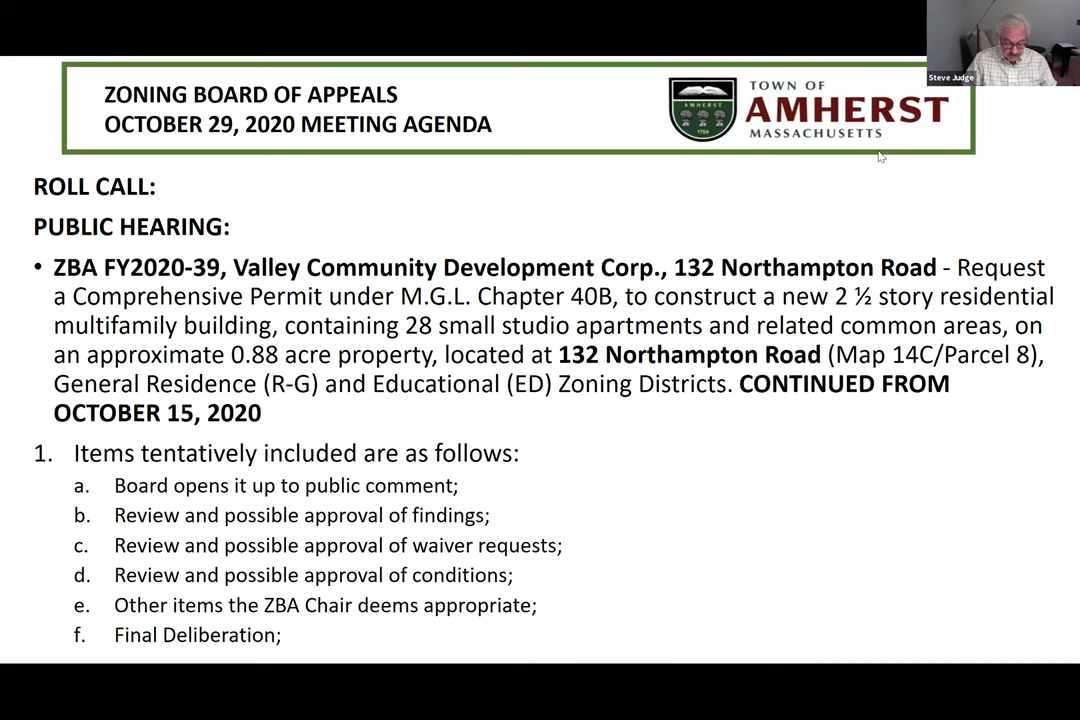 Steve Judge
ZONING BOARD OF APPEALS
OCTOBER 29, 2020 MEETING AGENDA
AMHERST
1759
TOWN OF
AMHERST
MASSACHUSETTS
ROLL CALL:
PUBLIC HEARING:
• ZBA FY2020-39, Valley Community Development Corp., 132 Northampton Road - Request
a Comprehensive Permit under M.G.L. Chapter 40B, to construct a new 2 ½ story residential
multifamily building, containing 28 small studio apartments and related common areas, on
an approximate 0.88 acre property, located at 132 Northampton Road (Map 14C/Parcel 8),
General Residence (R-G) and Educational (ED) Zoning Districts. CONTINUED FROM
OCTOBER 15, 2020
1. Items tentatively included are as follows:
a. Board opens it up to public comment;
b. Review and possible approval of findings;
c. Review and possible approval of waiver requests;
d. Review and possible approval of conditions;
e. Other items the ZBA Chair deems appropriate;
f. Final Deliberation;